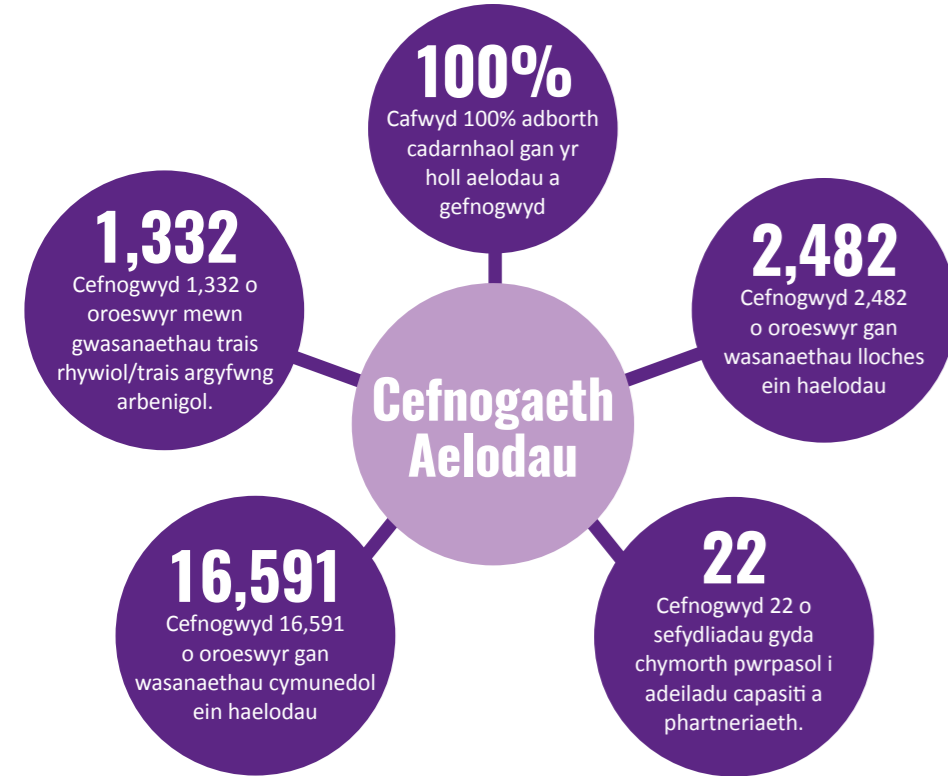 100%
Cafwyd 100% adborth
cadarnhaol gan yr
holl aelodau a
gefnogwyd
1,332
Cefnogwyd 1,332 o
oroeswyr mewn
gwasanaethau trais
rhywiol/trais argyfwng
arbenigol.
2,482
Cefnogwyd 2,482
o oroeswyr gan
wasanaethau lloches
ein haelodau
Cefnogaeth
Aelodau
16,591
Cefnogwyd 16,591
o oroeswyr gan
wasanaethau cymunedol
ein haelodau
22
Cefnogwyd 22 o
sefydliadau gyda
chymorth pwrpasol i
adeiladu capasiti a
phartneriaeth.